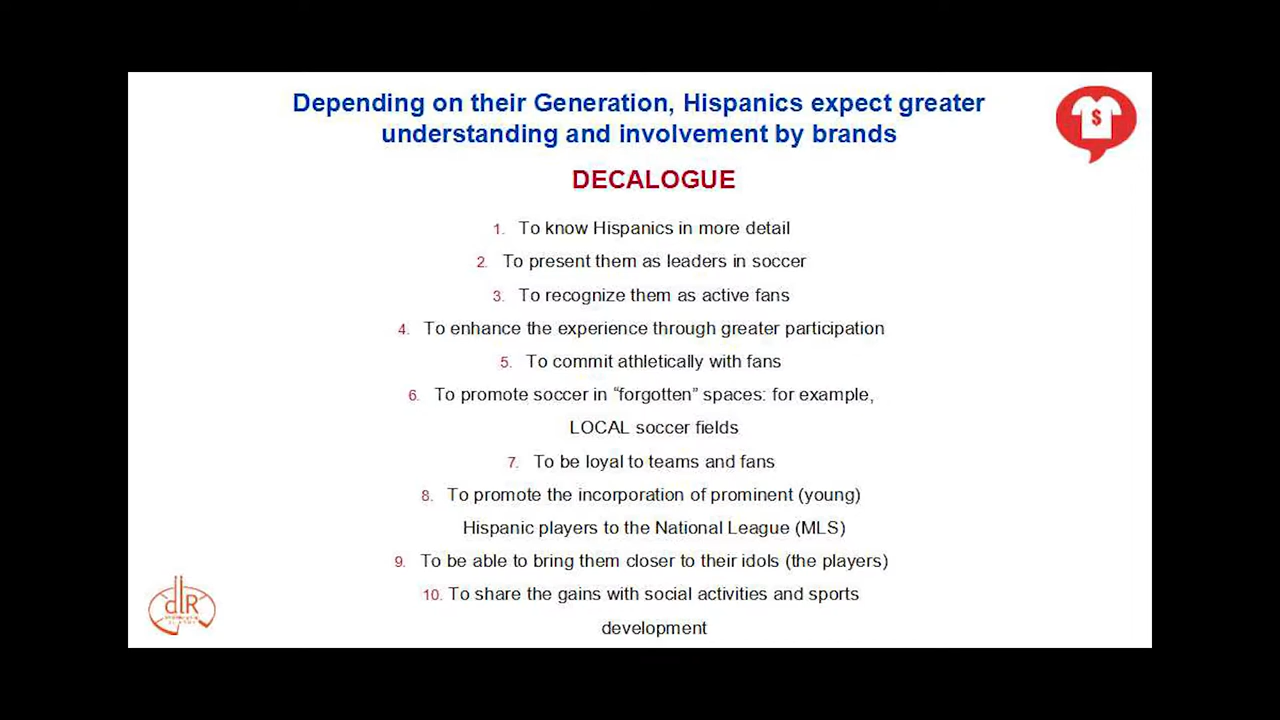 Depending on their Generation, Hispanics expect greater
understanding and involvement by brands
$
DECALOGUE
1. To know Hispanics in more detail
2. To present them as leaders in soccer
3. To recognize them as active fans
4. To enhance the experience through greater participation
5. To commit athletically with fans
6. To promote soccer in “forgotten” spaces: for example,
LOCAL soccer fields
7. To be loyal to teams and fans
8. To promote the incorporation of prominent (young)
Hispanic players to the National League (MLS)
9. To be able to bring them closer to their idols (the players)
10. To share the gains with social activities and sports
development
dlR